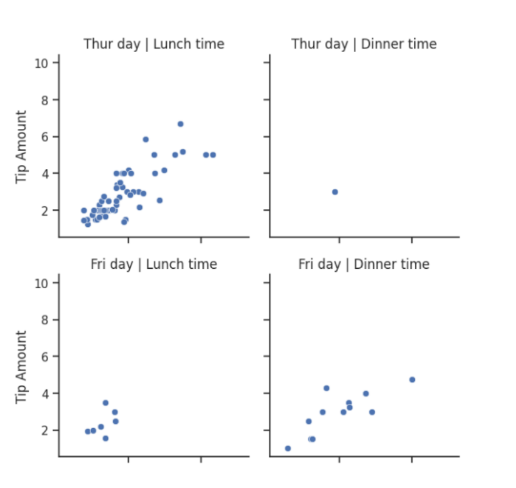 Thur day | Lunch time
Thur day | Dinner time
10
8
6
4
2
Tip Amount
Fri day | Lunch time
Fri day | Dinner time
10
8
6
4
2
Tip Amount